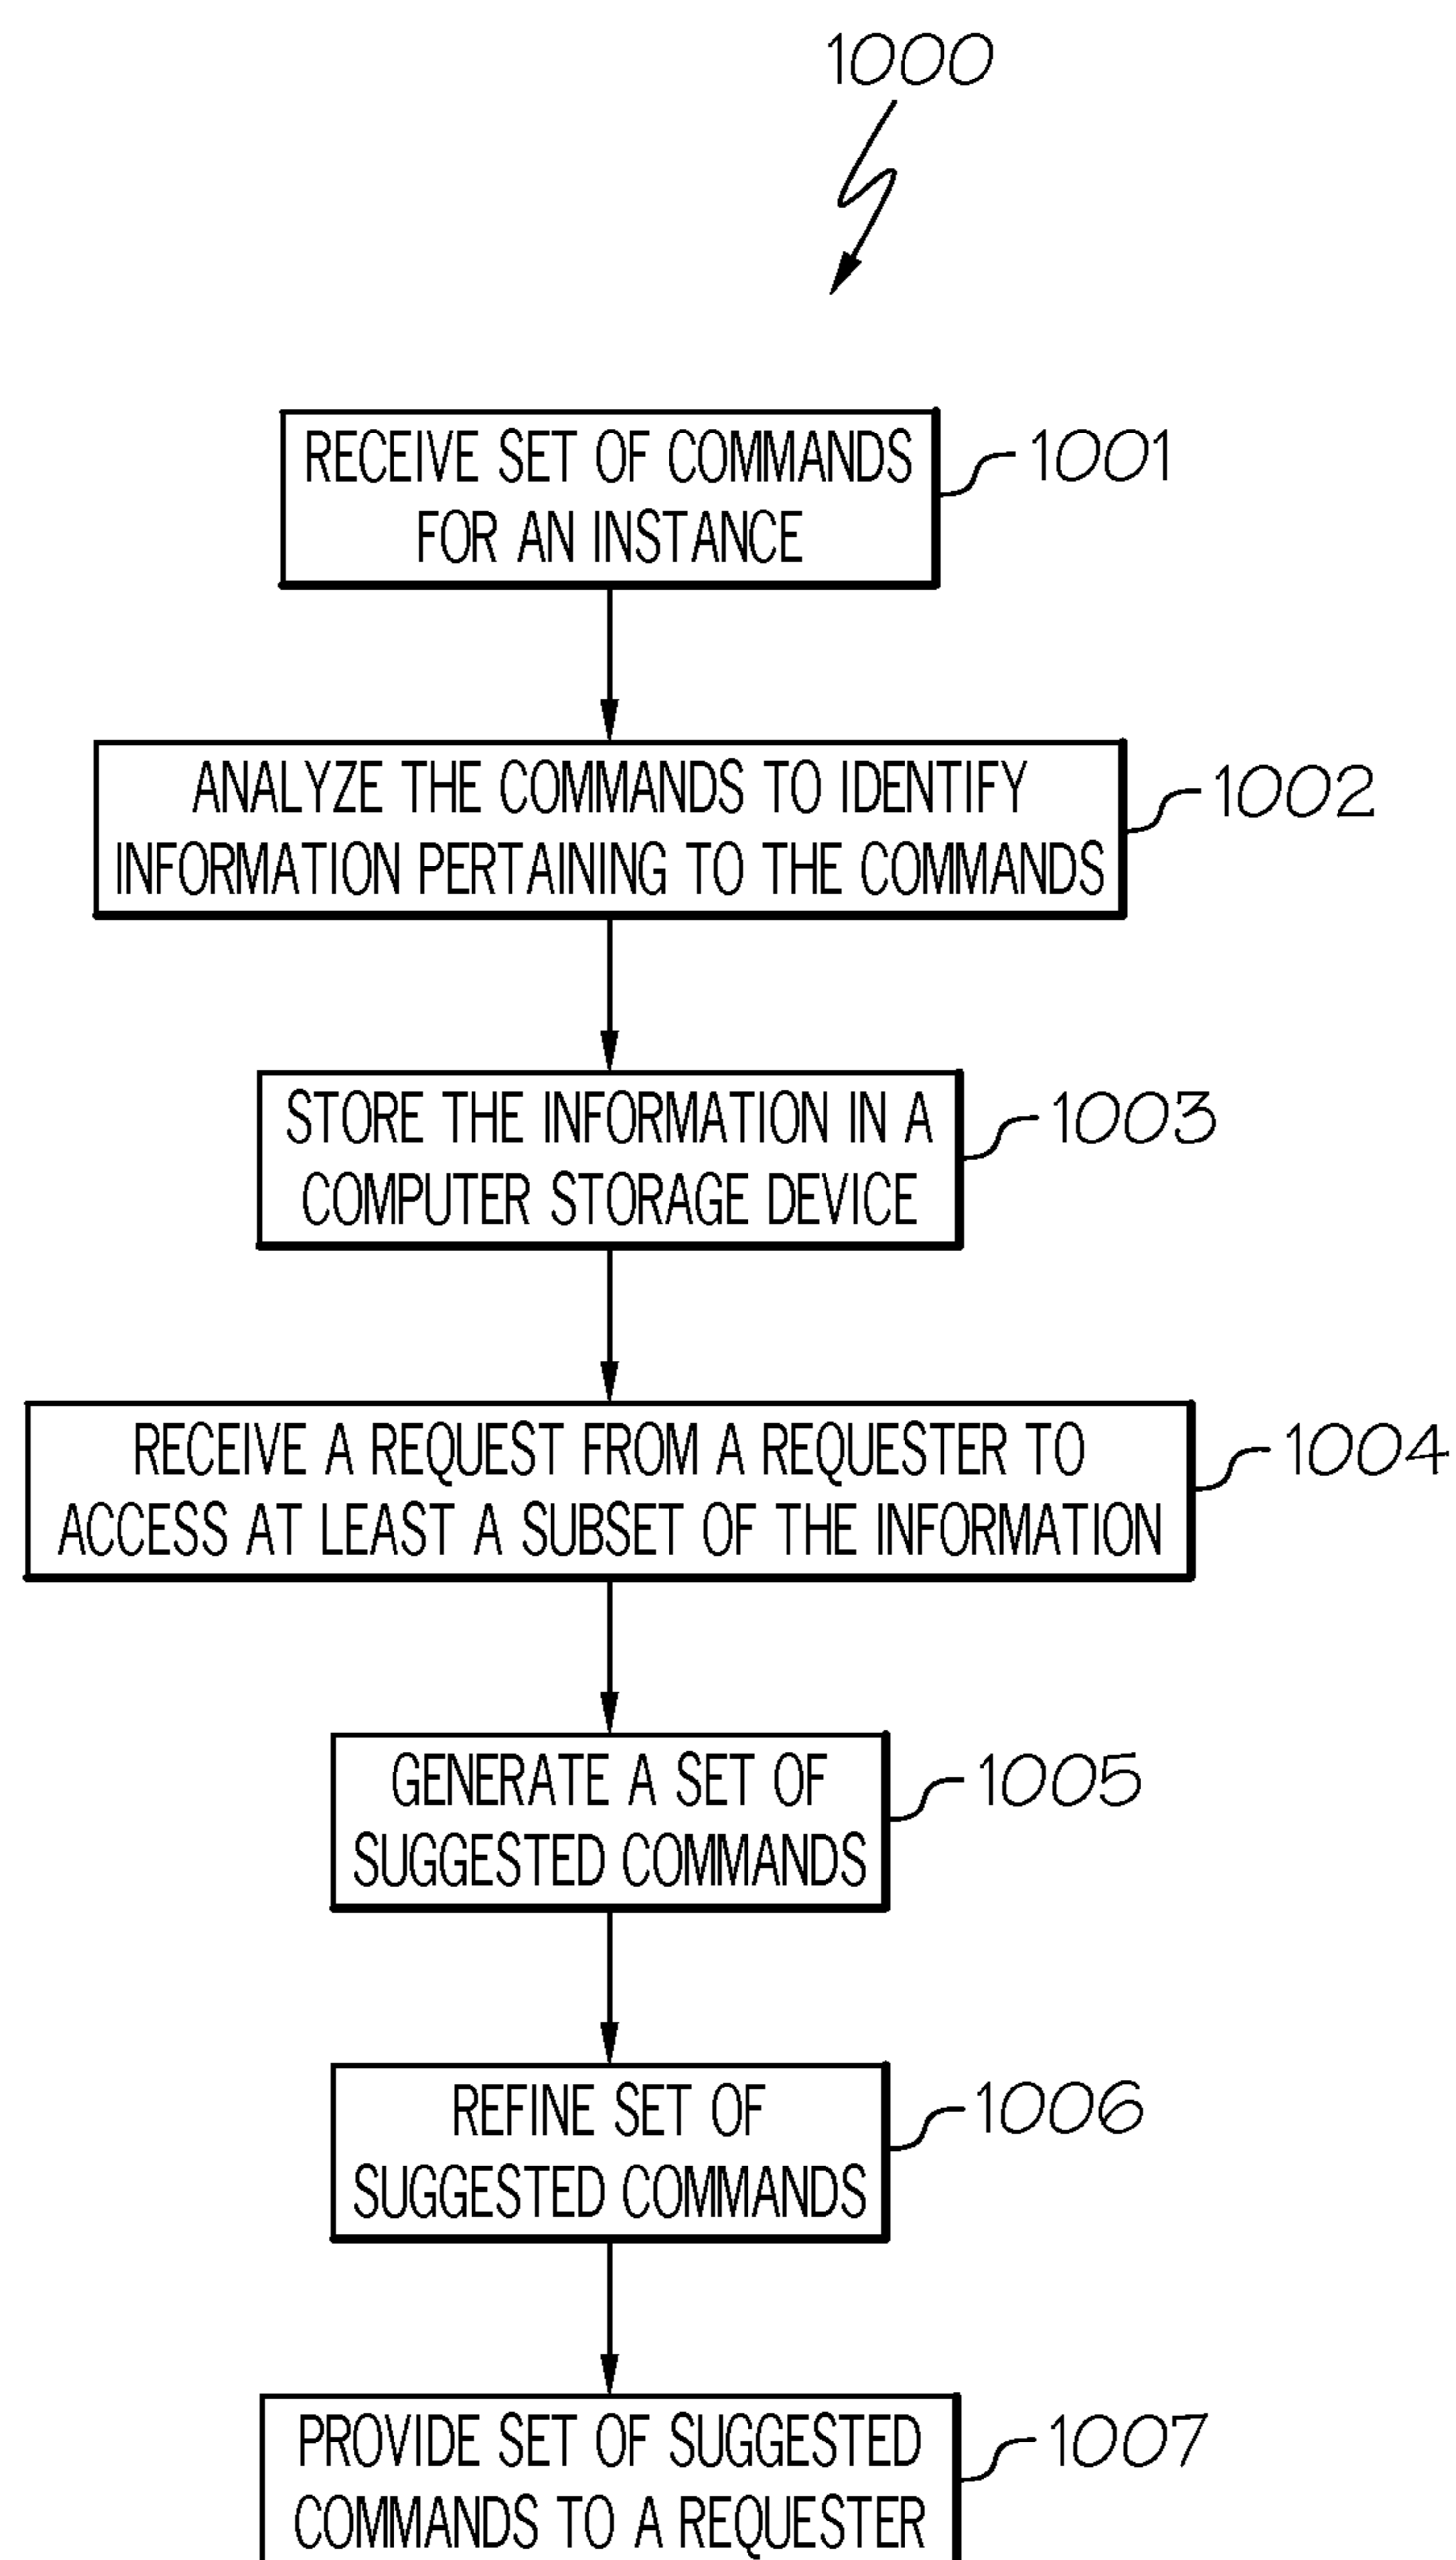 1000
RECEIVE SET OF COMMANDS
FOR AN INSTANCE
1001
ANALYZE THE COMMANDS TO IDENTIFY
INFORMATION PERTAINING TO THE COMMANDS
1002
STORE THE INFORMATION IN A
COMPUTER STORAGE DEVICE
1003
RECEIVE A REQUEST FROM A REQUESTER TO
ACCESS AT LEAST A SUBSET OF THE INFORMATION
1004
GENERATE A SET OF
SUGGESTED COMMANDS
1005
REFINE SET OF
SUGGESTED COMMANDS
1006
PROVIDE SET OF SUGGESTED
COMMANDS TO A REQUESTER
1007